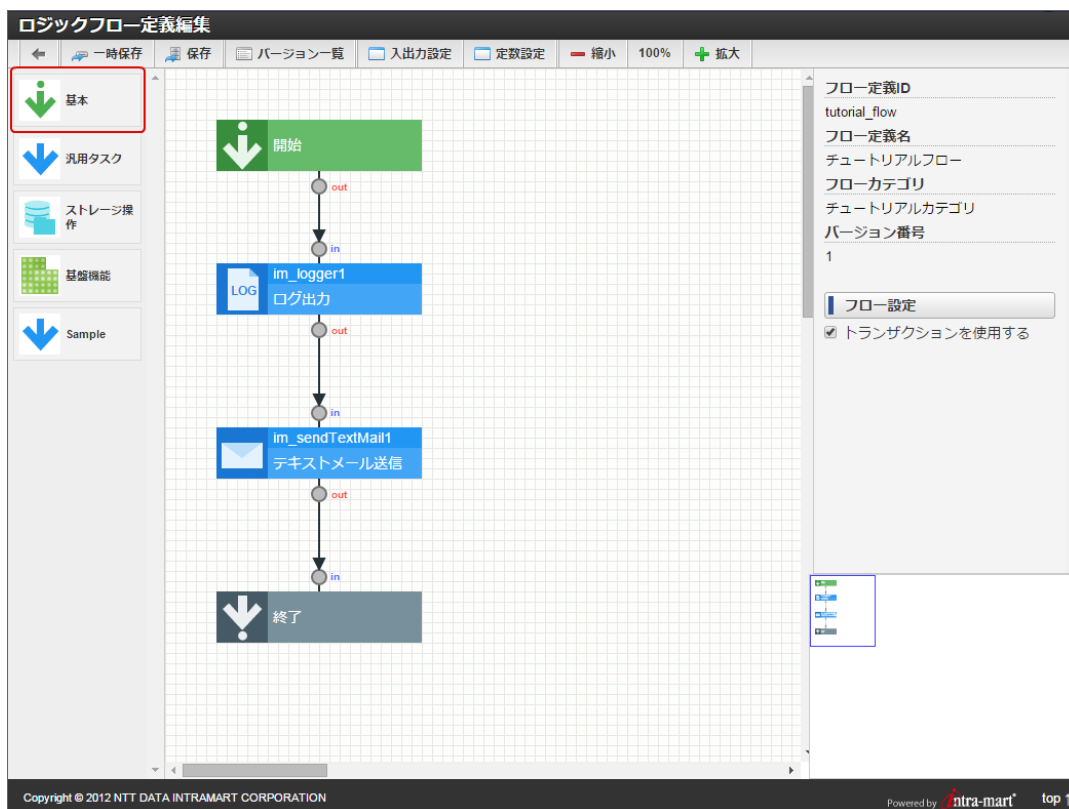 ロジックフロー定義編集
一時保存 保存 バージョン一覧 入出力設定 定数設定 縮小 100% 拡大
基本
汎用タスク
ストレージ操
作
基盤機能
Sample
開始
out
in
im_logger1
LOG
ログ出力
out
in
im_sendTextMail1
テキストメール送信
out
in
終了
フロー定義ID
tutorial_flow
フロー定義名
チュートリアルフロー
フローカテゴリ
チュートリアルカテゴリ
バージョン番号
1
フロー設定
トランザクションを使用する
Copyright © 2012 NTT DATA INTRAMART CORPORATION
Powered by intra-mart top ↑